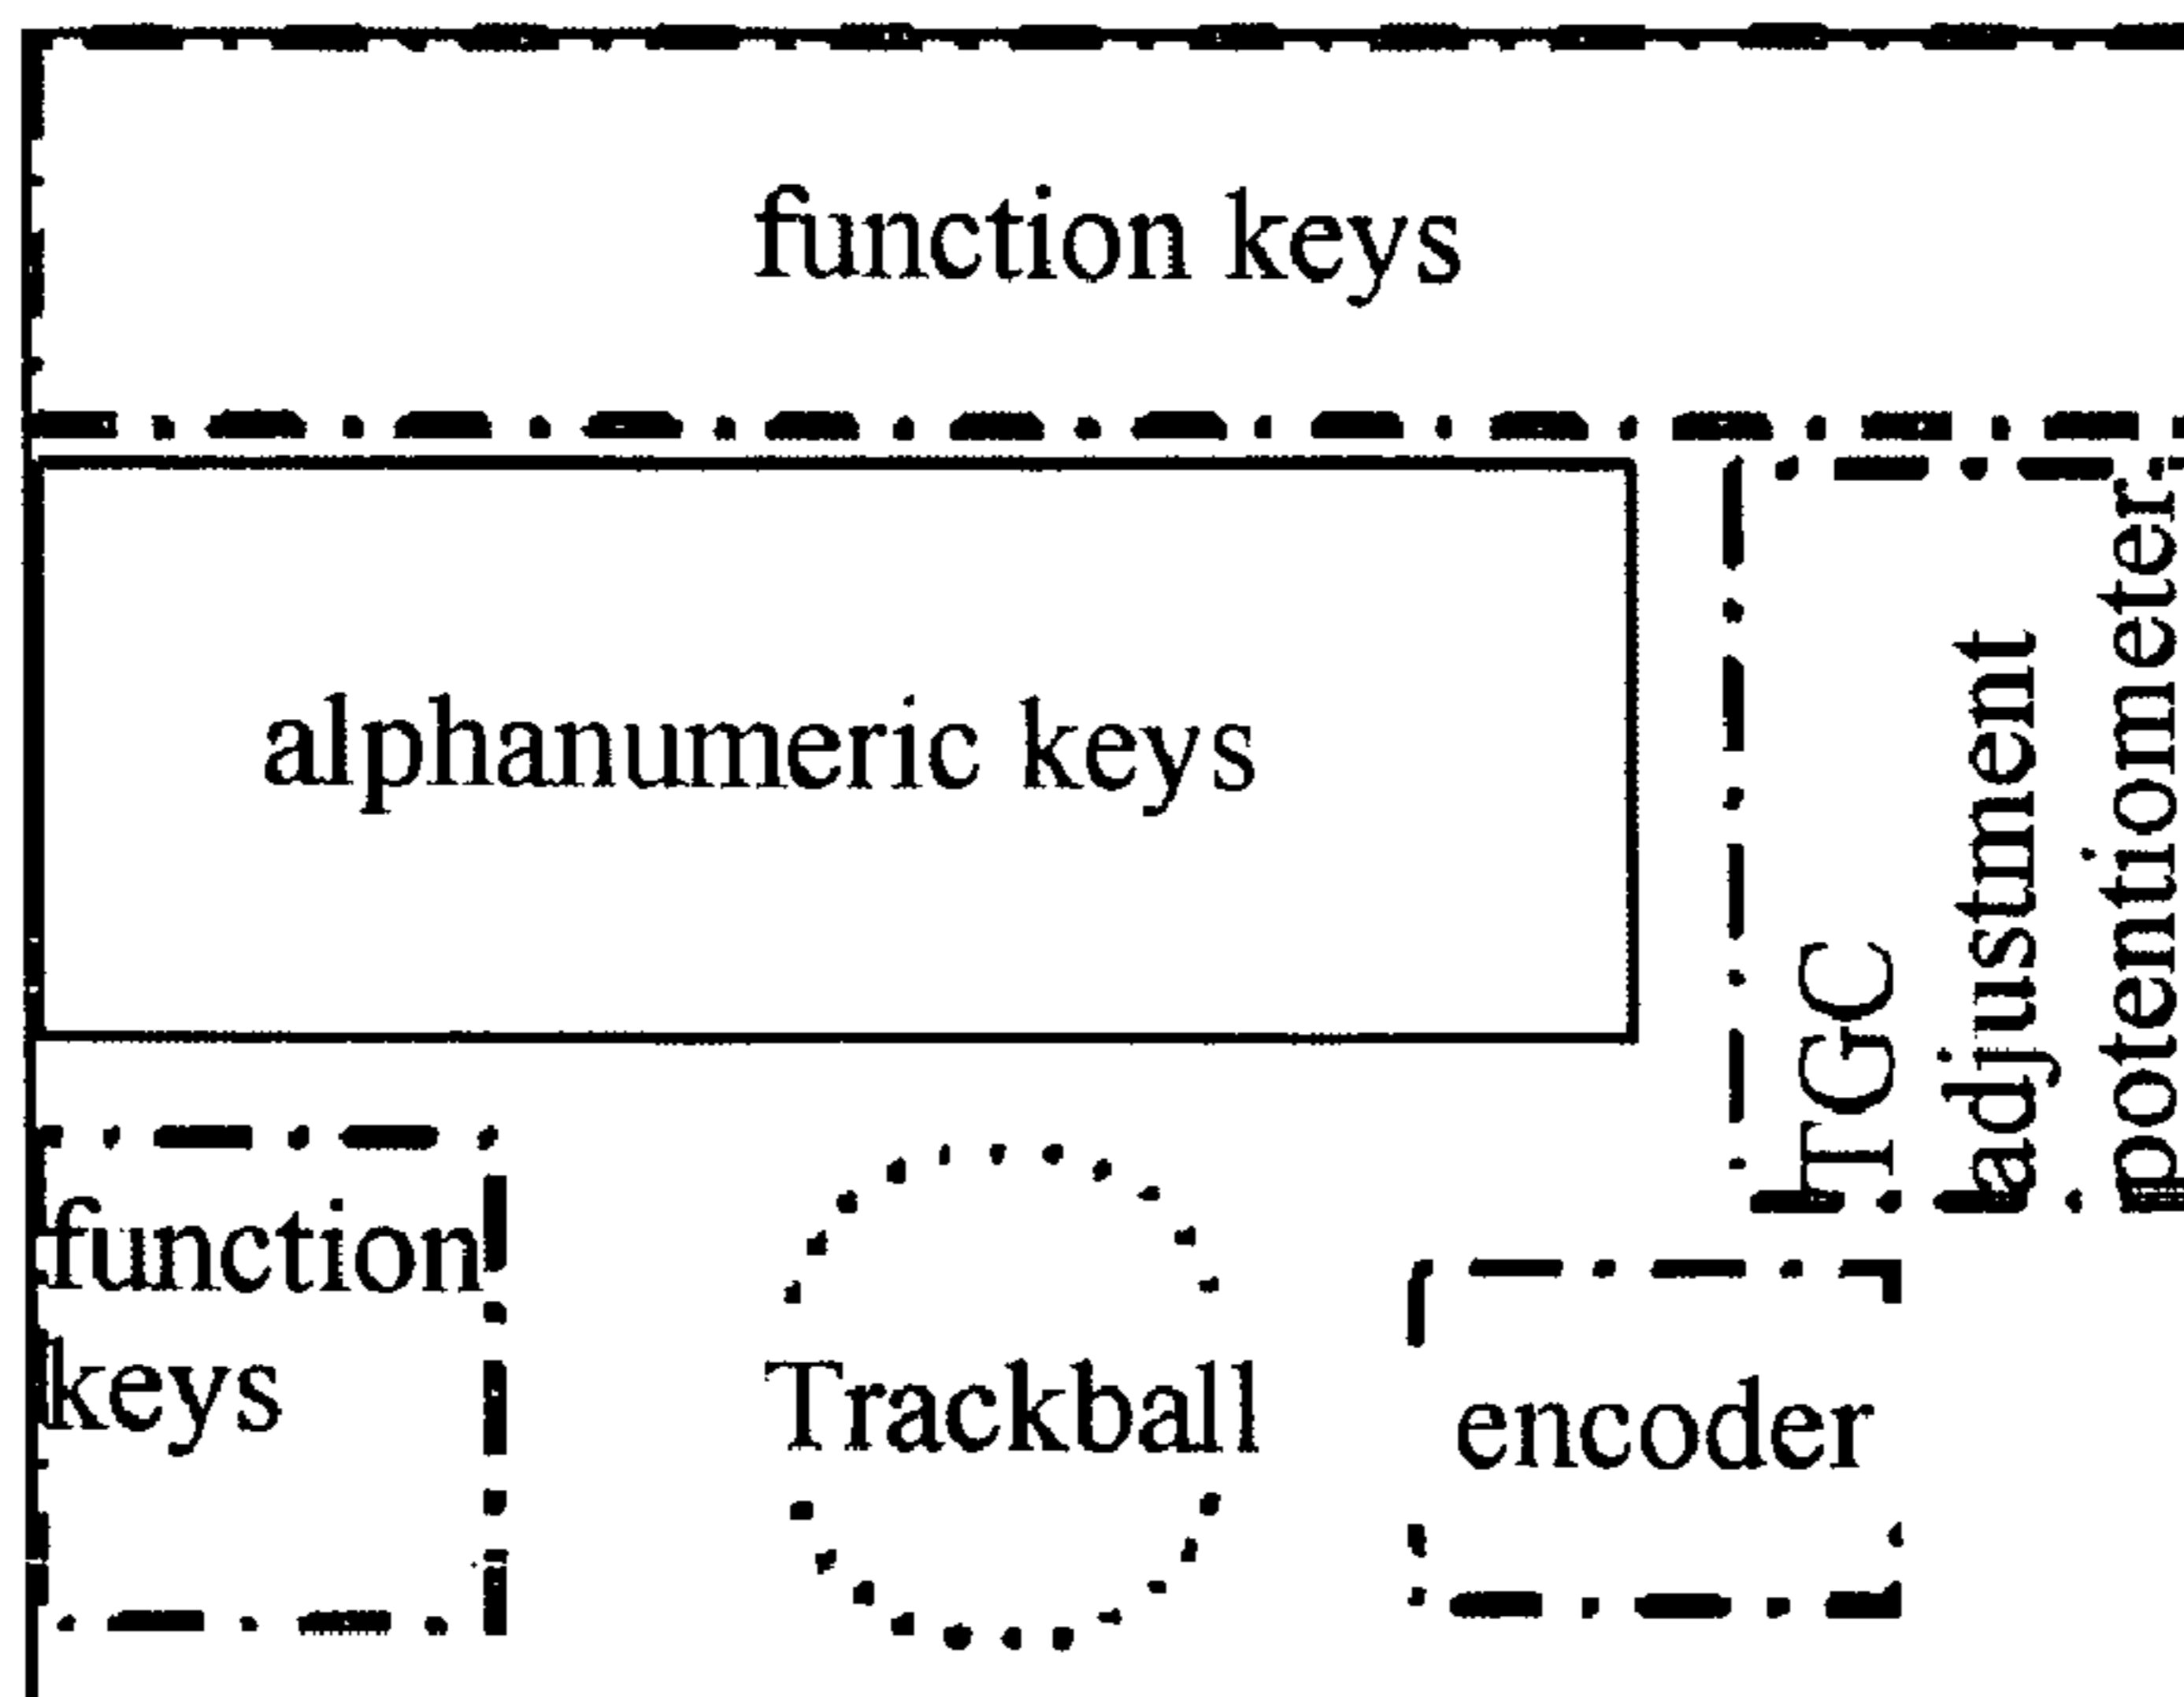 function keys
alphanumeric keys
TGC
adjustment
potentiometer
function
keys
Trackball
encoder